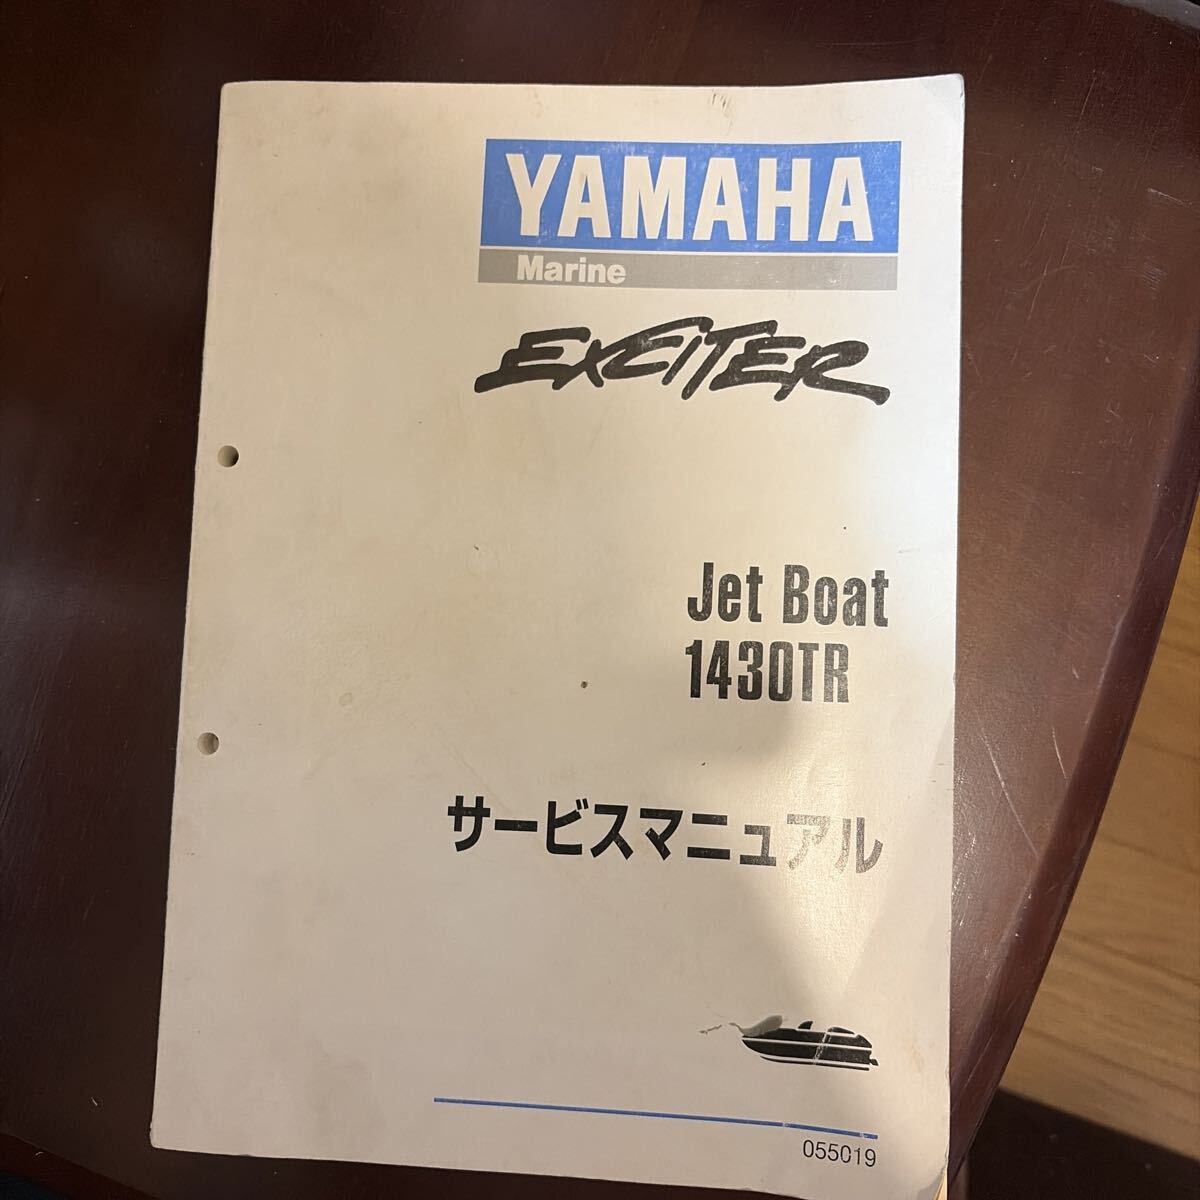 YAMAHA
Marine
EXCITER
Jet Boat
1430TR
サービスマニュアル
055019